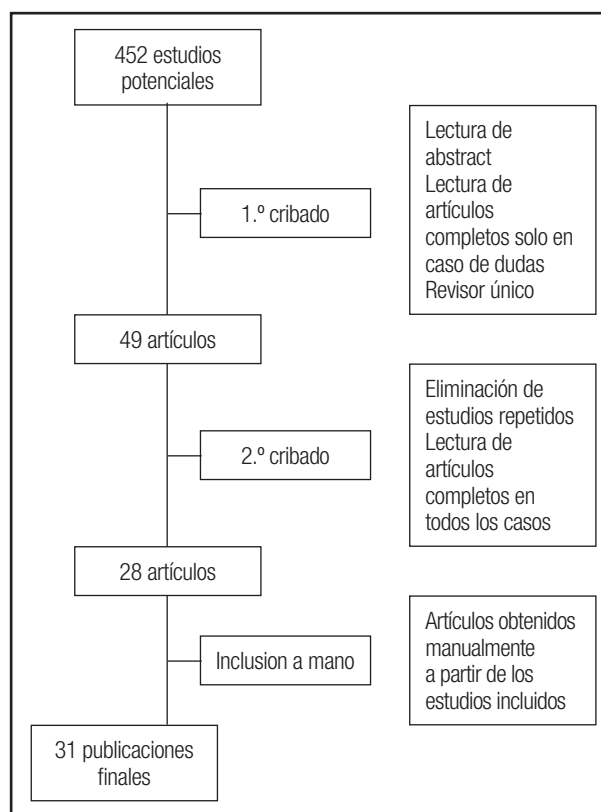 452 estudios
potenciales
Lectura de
abstract
Lectura de
artículos
completos solo en
caso de dudas
Revisor único
1.º cribado
49 artículos
Eliminación de
estudios repetidos
Lectura de
artículos
completos en
todos los casos
2.º cribado
28 artículos
Artículos obtenidos
manualmente
a partir de los
estudios incluidos
Inclusion a mano
31 publicaciones
finales